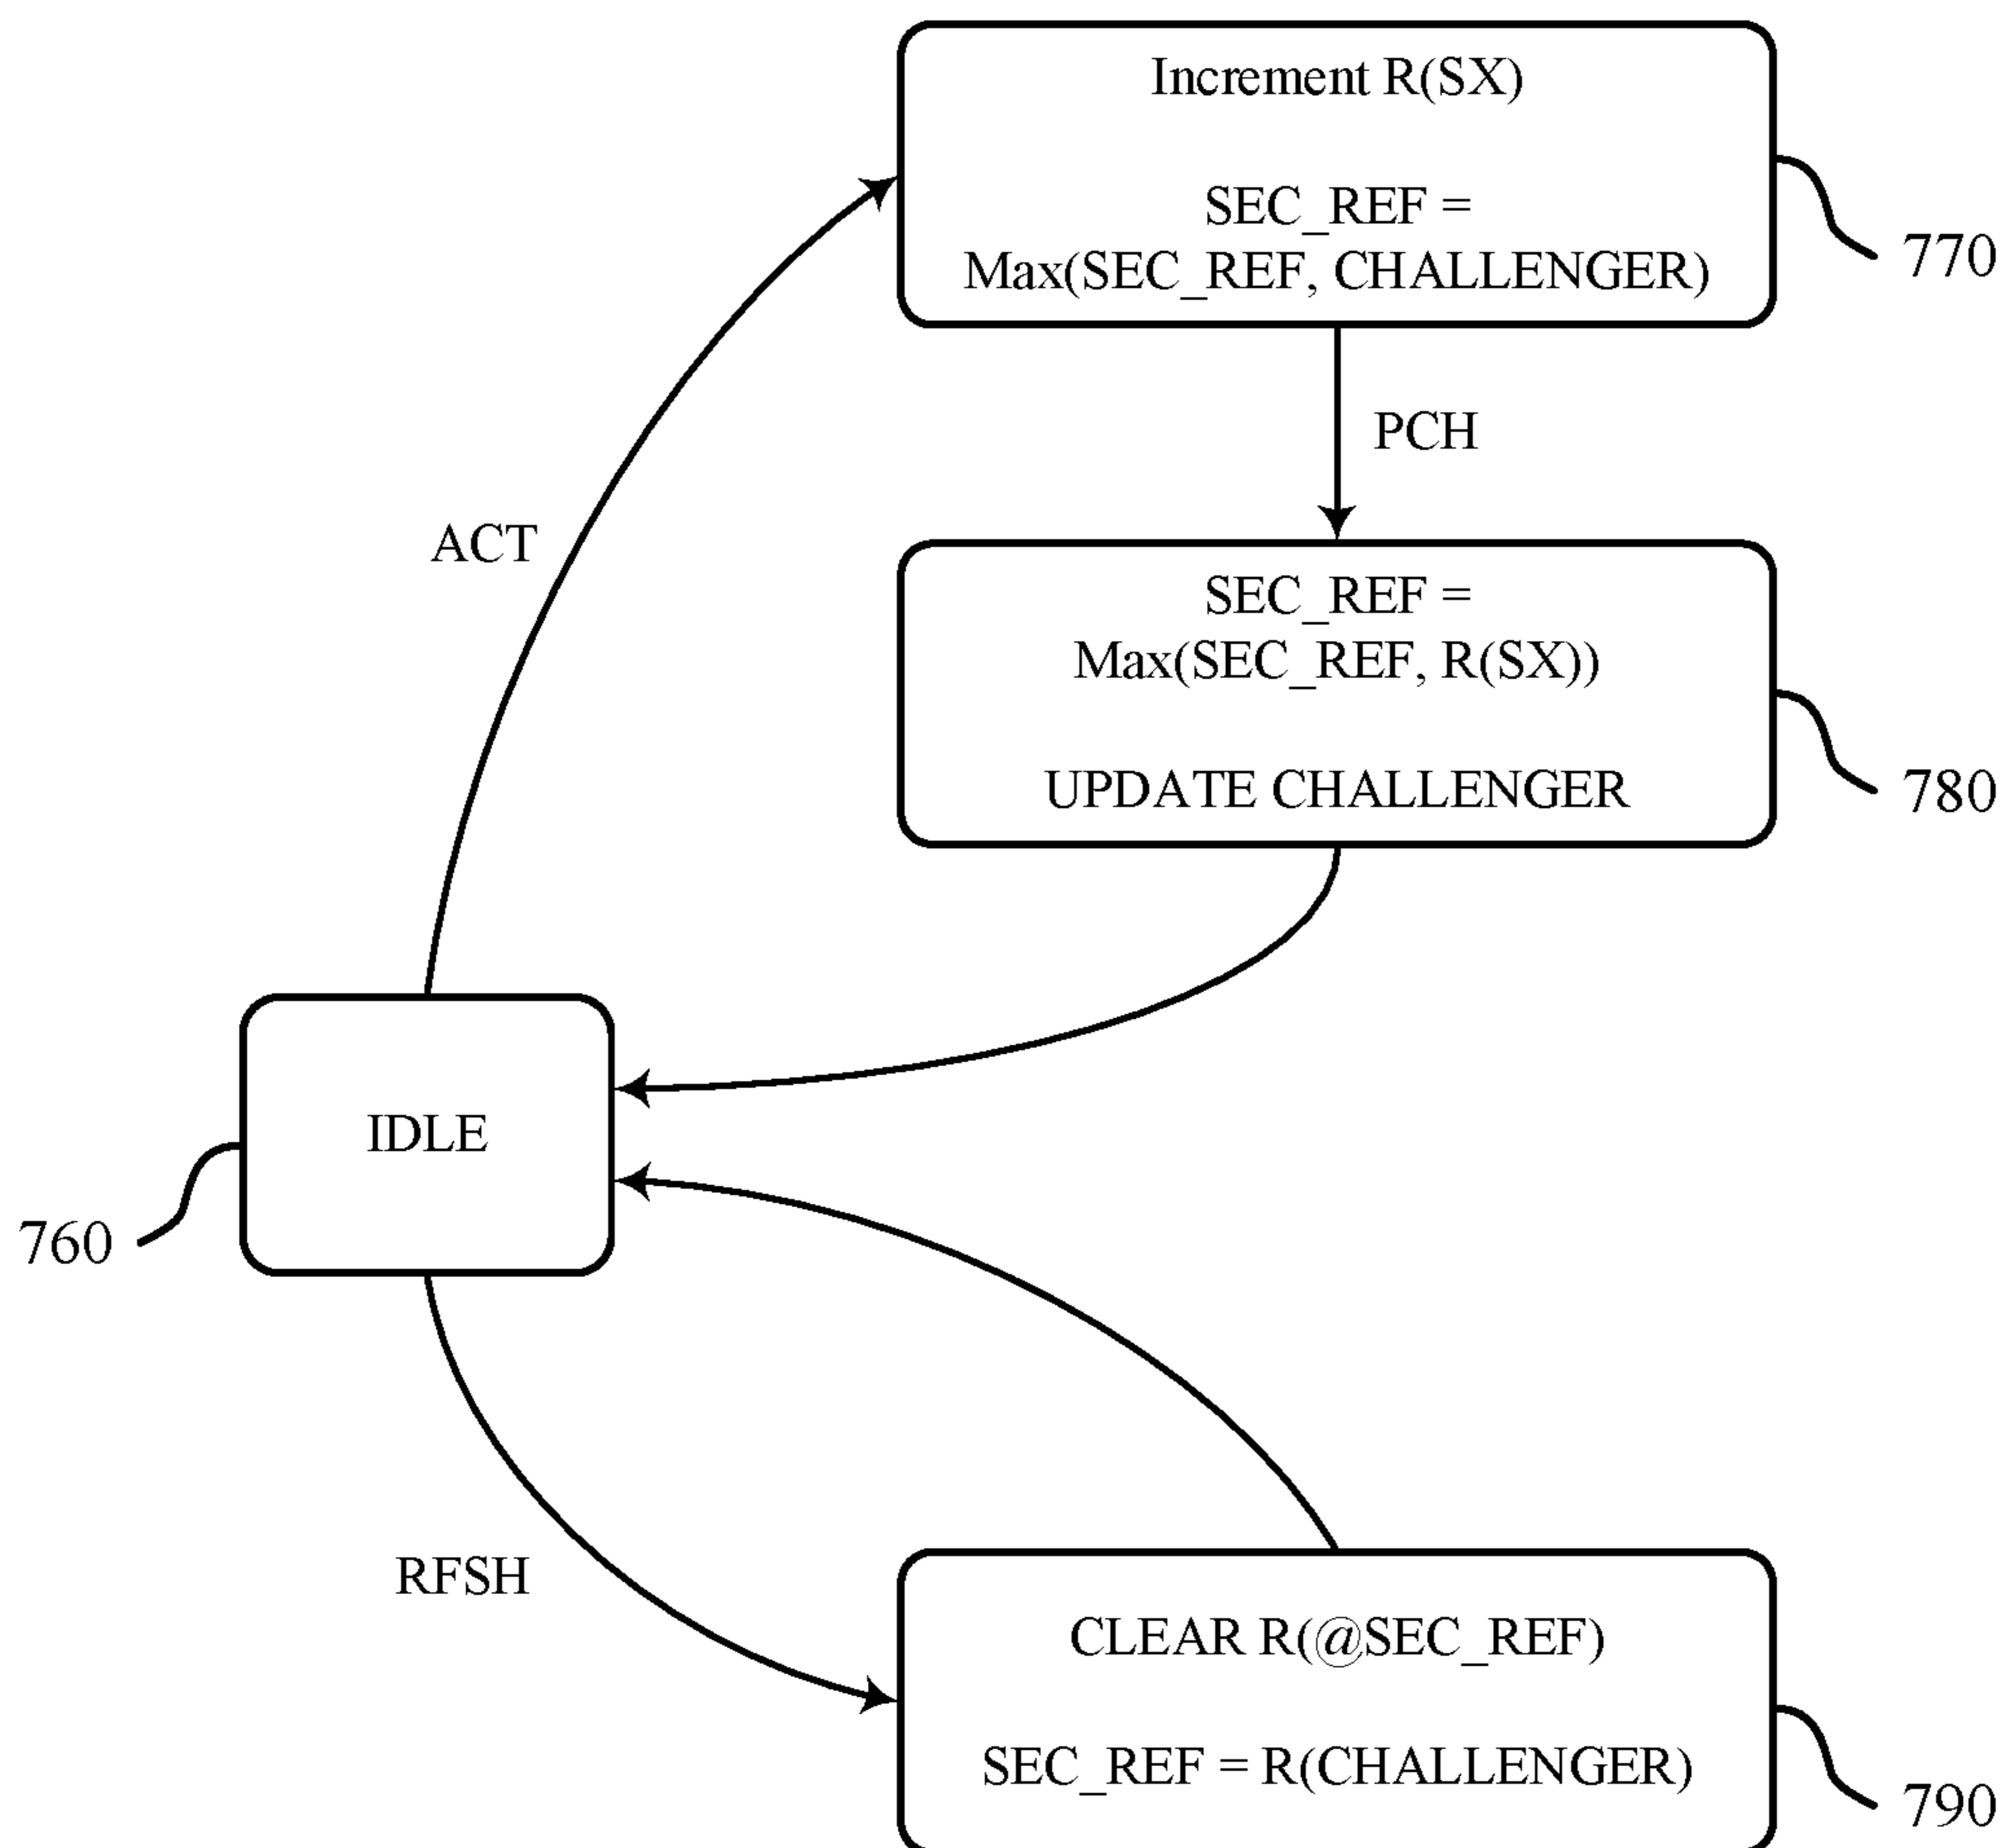 Increment R(SX)
SEC_REF =
Max(SEC_REF, CHALLENGER)
770
PCH
ACT
SEC_REF =
Max(SEC_REF, R(SX))
UPDATE CHALLENGER
780
IDLE
760
RFSH
CLEAR R(@SEC_REF)
SEC_REF = R(CHALLENGER)
790